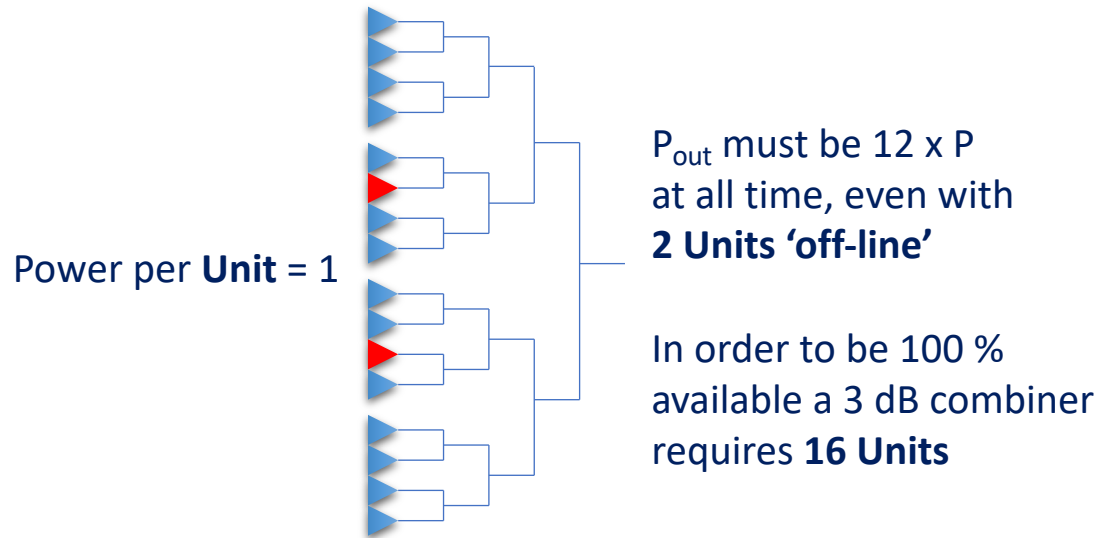 Power per Unit = 1
P_out must be 12 x P
at all time, even with
2 Units ‘off-line’
In order to be 100 %
available a 3 dB combiner
requires 16 Units